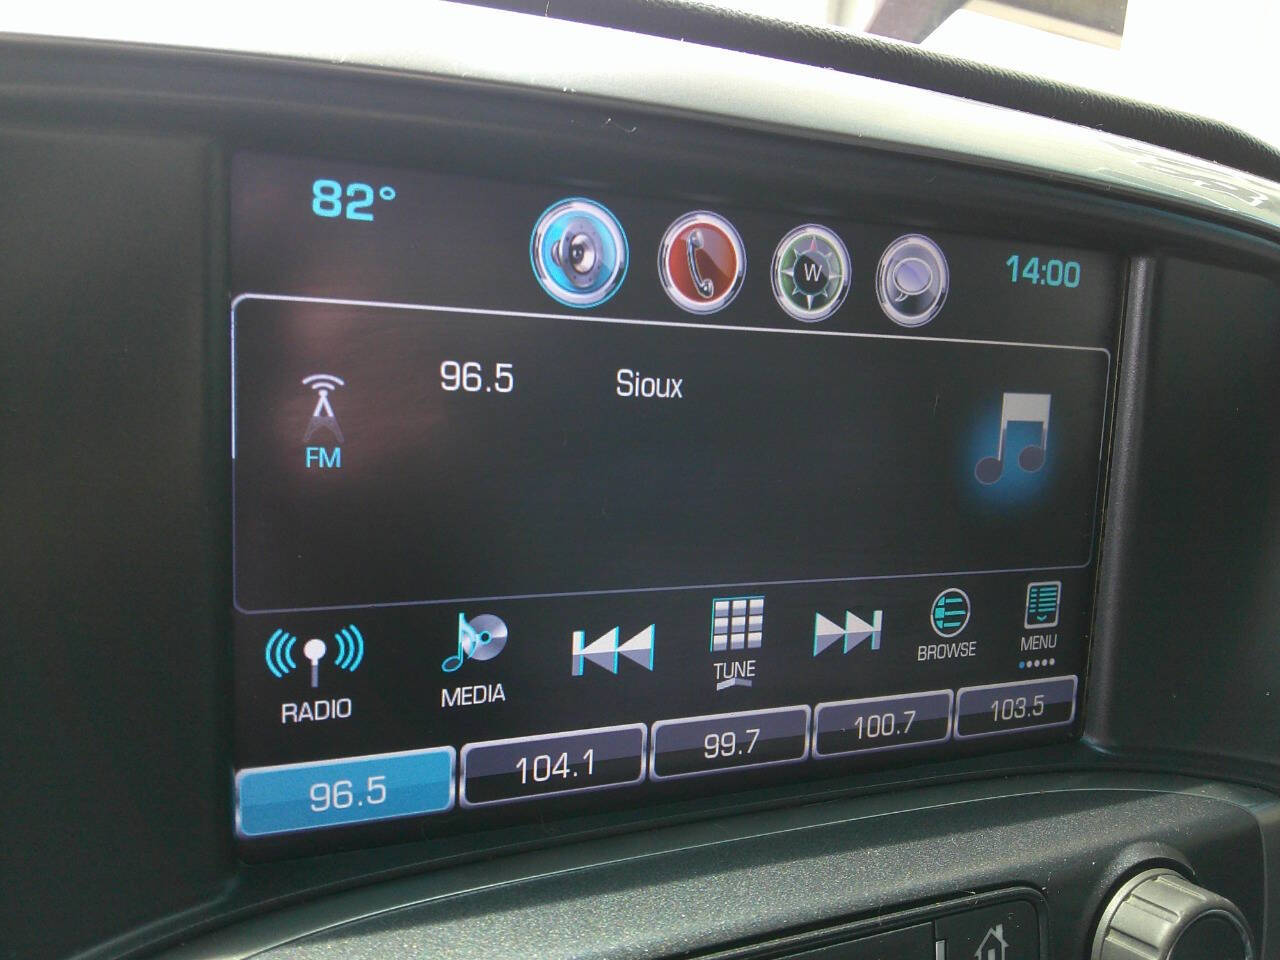 82°
W
14:00
96.5 Sioux
FM
RADIO
MEDIA
TUNE
BROWSE
MENU
96.5
104.1
99.7
100.7
103.5